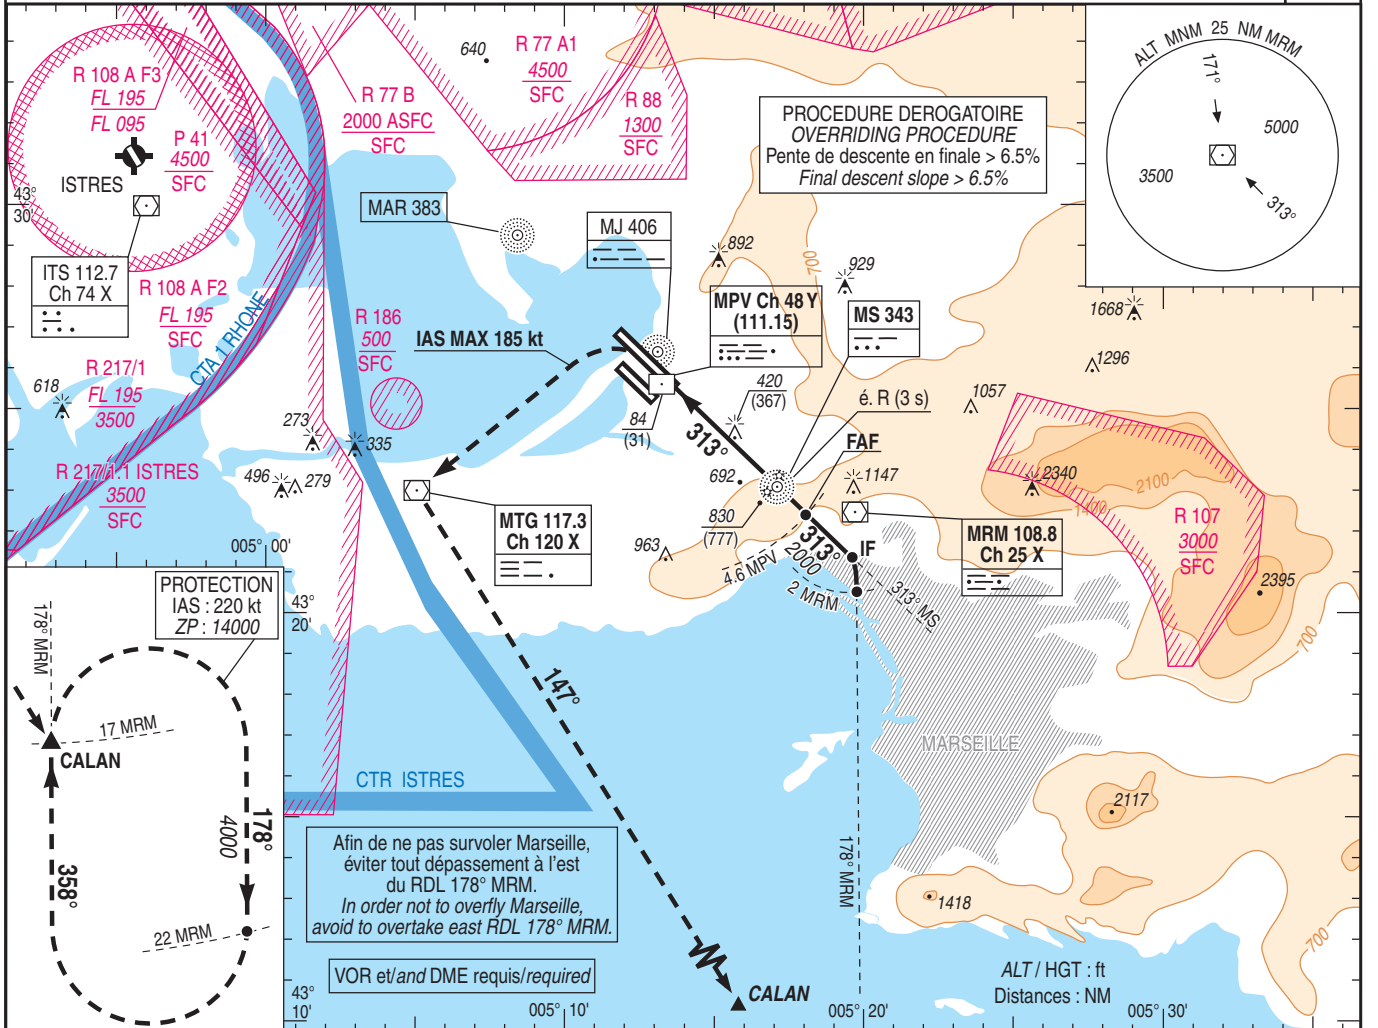 640
R 77 A1
4500
SFC
R 108 A F3
FL 195
FL 095
P 41
4500
SFC
ISTRES
43°
30'
R 77 B
2000 ASFC
SFC
R 88
1300
SFC
PROCEDURE DEROGATOIRE
OVERRIDING PROCEDURE
Pente de descente en finale > 6.5%
Final descent slope > 6.5%
ALT MNM 25 NM MRM
171°
5000
3500
313°
MAR 383
MJ 406
892
700
929
ITS 112.7
Ch 74 X
R 108 A F2
FL 195
SFC
CTA 1 RHONE
R 186
500
SFC
IAS MAX 185 kt
MPV Ch 48 Y
(111.15)
MS 343
1668
1296
1057
R 217/1
FL 195
3500
618
273
335
84
(31)
420
(367)
é. R (3 s)
313°
FAF
R 217/1.1 ISTRES
3500
SFC
496
279
692
1147
2340
2100
1400
830
(777)
963
MTG 117.3
Ch 120 X
313°
2000
IF
4.6 MPV
2 MRM
313° MS
MRM 108.8
Ch 25 X
R 107
3000
SFC
2395
700
005° 00'
43°
20'
PROTECTION
IAS : 220 kt
ZP : 14000
178° MRM
17 MRM
CALAN
178°
4000
358°
22 MRM
147°
CTR ISTRES
MARSEILLE
2117
178° MRM
1418
700
Afin de ne pas survoler Marseille,
éviter tout dépassement à l'est
du RDL 178° MRM.
In order not to overfly Marseille,
avoid to overtake east RDL 178° MRM.
VOR et/and DME requis/required
CALAN
ALT / HGT : ft
Distances : NM
43°
10'
005° 10'
005° 20'
005° 30'